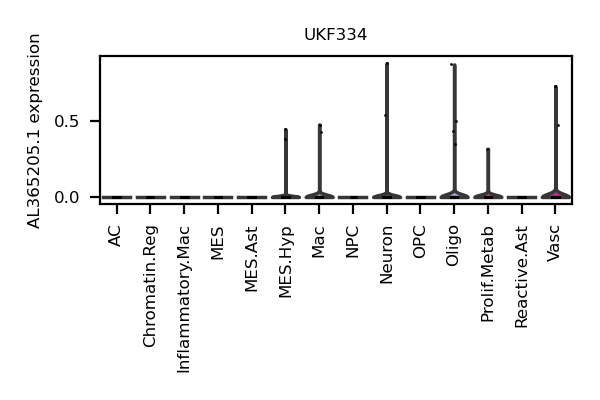 UKF334
AL365205.1 expression
0.5
0.0
AC
Chromatin.Reg
Inflammatory.Mac
MES
MES.Ast
MES.Hyp
Mac
NPC
Neuron
OPC
Oligo
Prolif.Metab
Reactive.Ast
Vasc